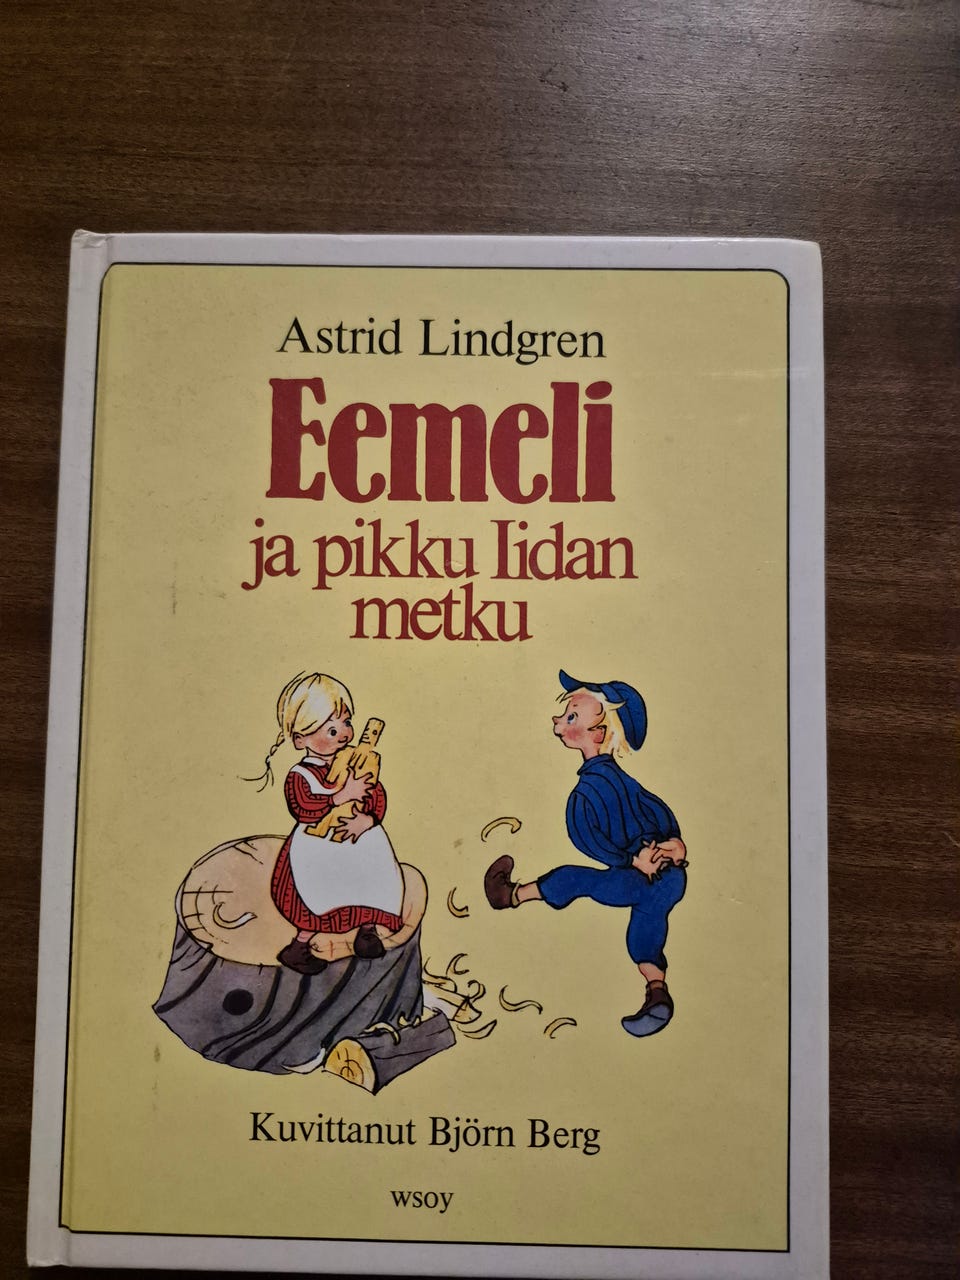 Astrid Lindgren
Eemeli
ja pikku Iidan
metku
Kuvittanut Björn Berg
wsoy